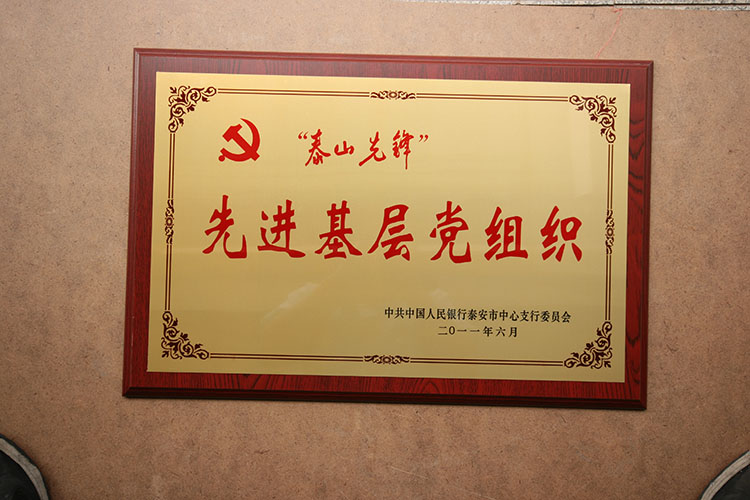 “泰山先锋”
先进基层党组织
中共中国人民银行泰安市中心支行委员会
二0一一年六月